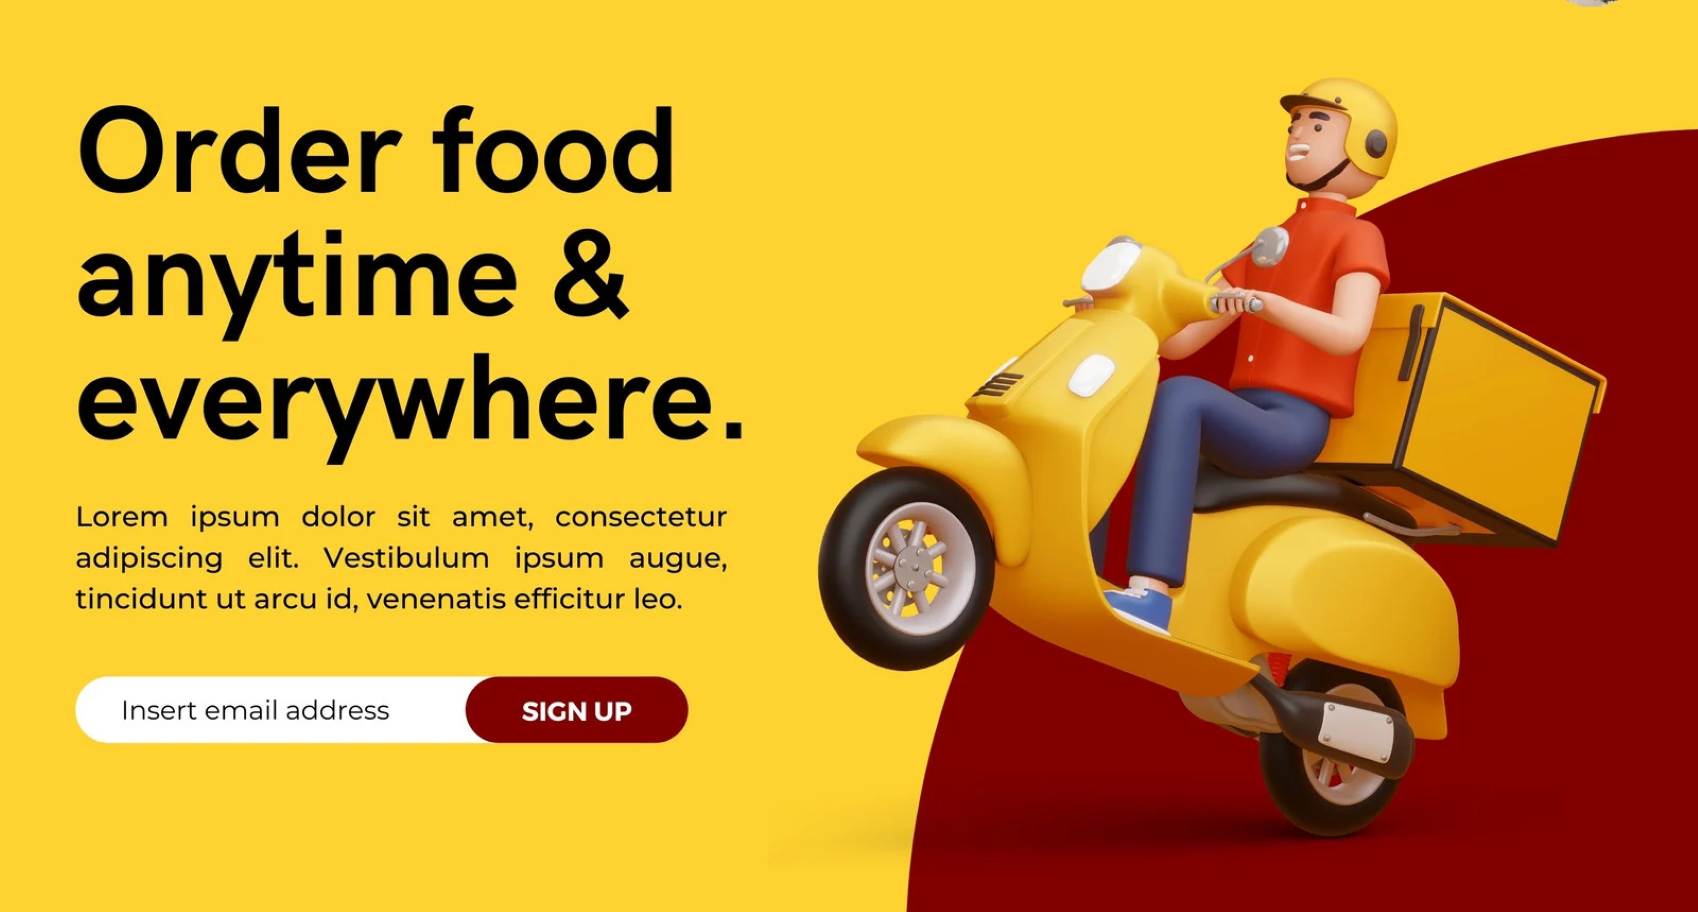 Order food
anytime &
everywhere.
Lorem ipsum dolor sit amet, consectetur
adipiscing elit. Vestibulum ipsum augue,
tincidunt ut arcu id, venenatis efficitur leo.
Insert email address
SIGN UP